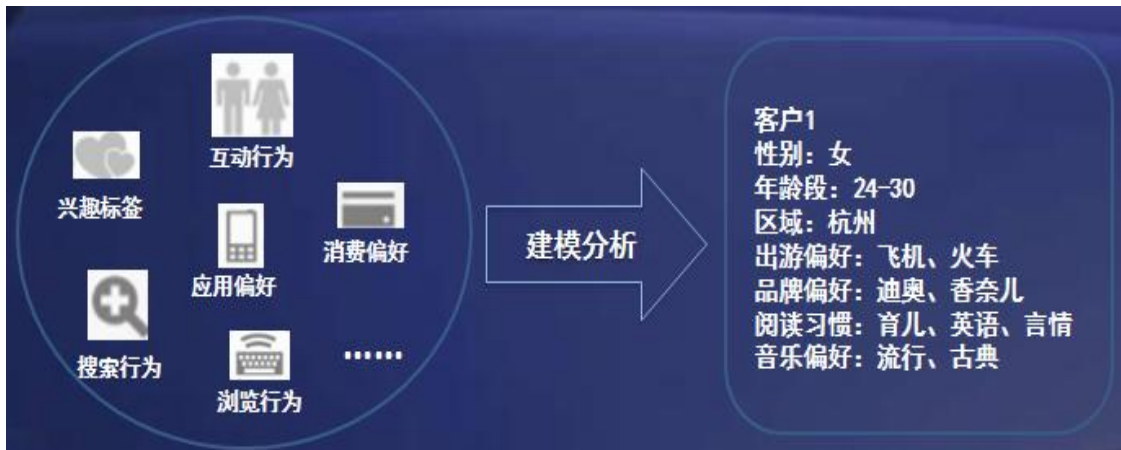 互动行为
兴趣标签
消费偏好
应用偏好
搜索行为
浏览行为
······
建模分析
客户1
性别：女
年龄段：24-30
区域：杭州
出游偏好：飞机、火车
品牌偏好：迪奥、香奈儿
阅读习惯：育儿、英语、言情
音乐偏好：流行、古典